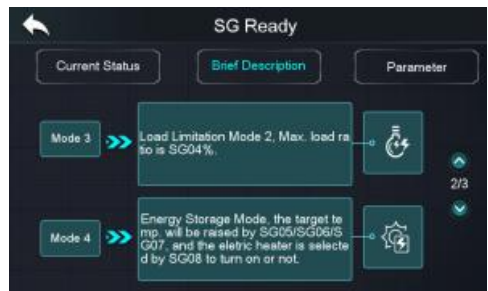 SG Ready
Current Status
Brief Description
Parameter
Mode 3
Load Limitation Mode 2, Max. load ra
tio is SG04%.
2/3
Mode 4
Energy Storage Mode, the target te
mp. will be raised by SG05/SG06/S
G07, and the eletric heater is selecte
d by SG08 to turn on or not.